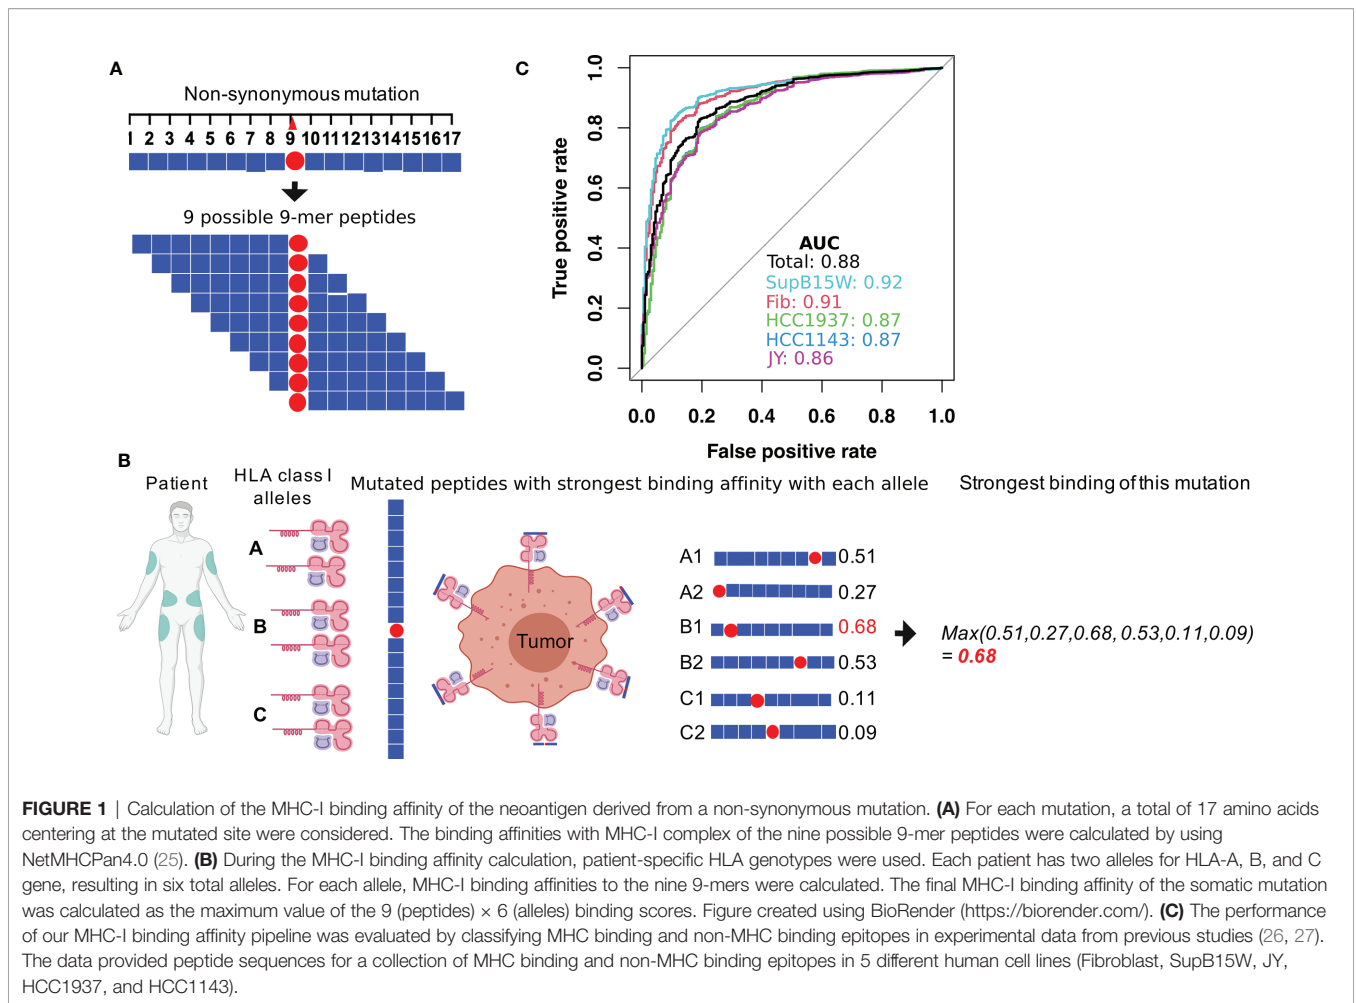 A
Non-synonymous mutation
1 2 3 4 5 6 7 8 9 10 11 12 13 14 15 16 17
9 possible 9-mer peptides
C
True positive rate
1.0
0.8
0.6
0.4
0.2
0.0
AUC
Total: 0.88
SupB15W: 0.92
Fib: 0.91
HCC1937: 0.87
HCC1143: 0.87
JY: 0.86
0.0 0.2 0.4 0.6 0.8 1.0
False positive rate
B
Patient
HLA class I
alleles
A
B
C
Mutated peptides with strongest binding affinity with each allele
Tumor
A1 0.51
A2 0.27
B1 0.68
B2 0.53
C1 0.11
C2 0.09
Strongest binding of this mutation
Max(0.51,0.27,0.68, 0.53,0.11,0.09)
= 0.68
FIGURE 1 | Calculation of the MHC-I binding affinity of the neoantigen derived from a non-synonymous mutation. (A) For each mutation, a total of 17 amino acids
centering at the mutated site were considered. The binding affinities with MHC-I complex of the nine possible 9-mer peptides were calculated by using
NetMHCPan4.0 (25). (B) During the MHC-I binding affinity calculation, patient-specific HLA genotypes were used. Each patient has two alleles for HLA-A, B, and C
gene, resulting in six total alleles. For each allele, MHC-I binding affinities to the nine 9-mers were calculated. The final MHC-I binding affinity of the somatic mutation
was calculated as the maximum value of the 9 (peptides) × 6 (alleles) binding scores. Figure created using BioRender (https://biorender.com/). (C) The performance
of our MHC-I binding affinity pipeline was evaluated by classifying MHC binding and non-MHC binding epitopes in experimental data from previous studies (26, 27).
The data provided peptide sequences for a collection of MHC binding and non-MHC binding epitopes in 5 different human cell lines (Fibroblast, SupB15W, JY,
HCC1937, and HCC1143).